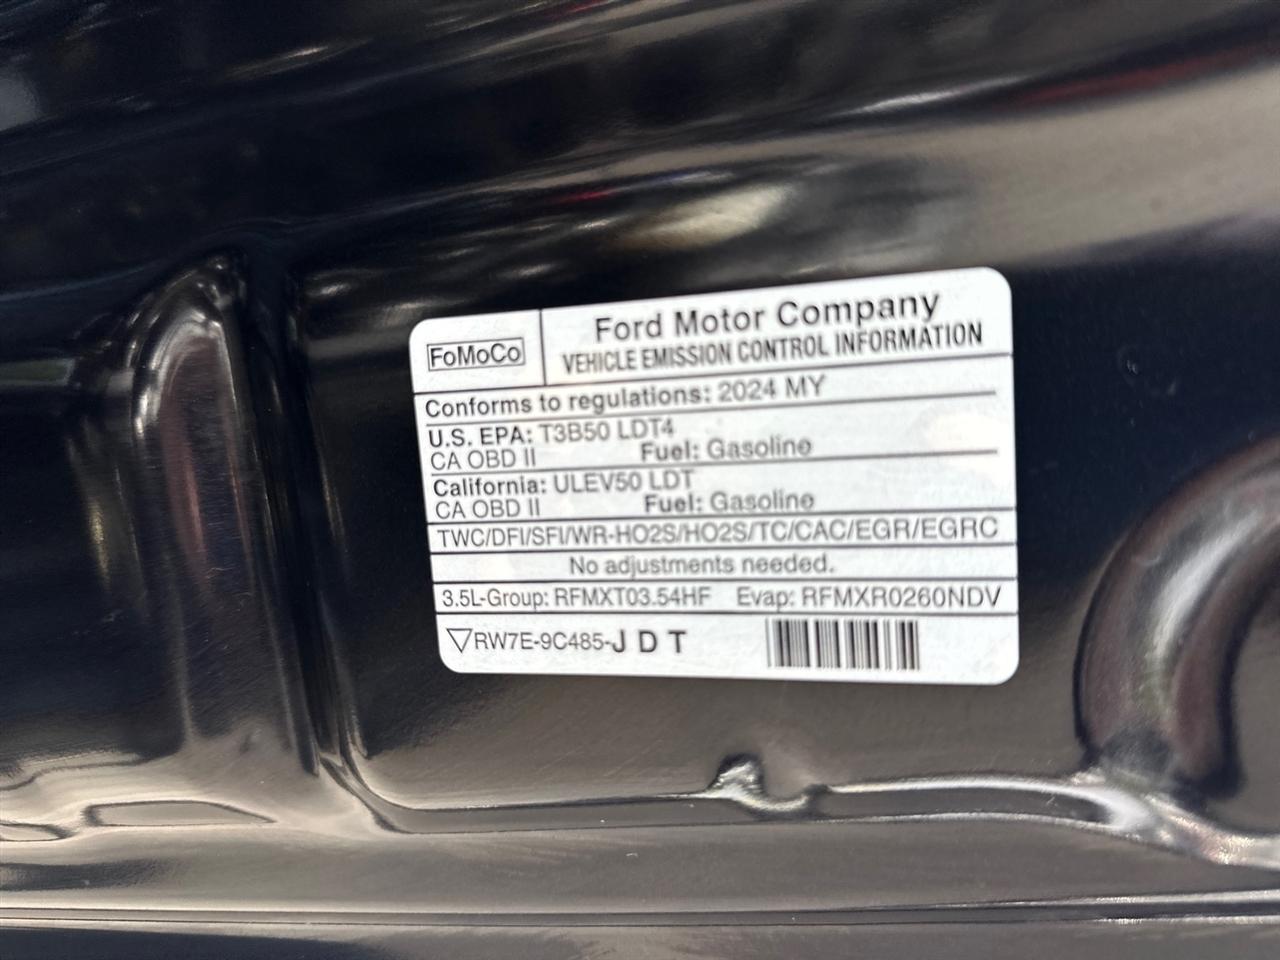 FoMoCo
Ford Motor Company
VEHICLE EMISSION CONTROL INFORMATION
Conforms to regulations: 2024 MY
U.S. EPA: T3B50 LDT4
CA OBD II Fuel: Gasoline
California: ULEV50 LDT
CA OBD II Fuel: Gasoline
TWC/DFI/SFI/WR-HO2S/HO2S/TC/CAC/EGR/EGRC
No adjustments needed.
3.5L-Group: RFMXT03.54HF Evap: RFMXR0260NDV
RW7E-9C485-J D T